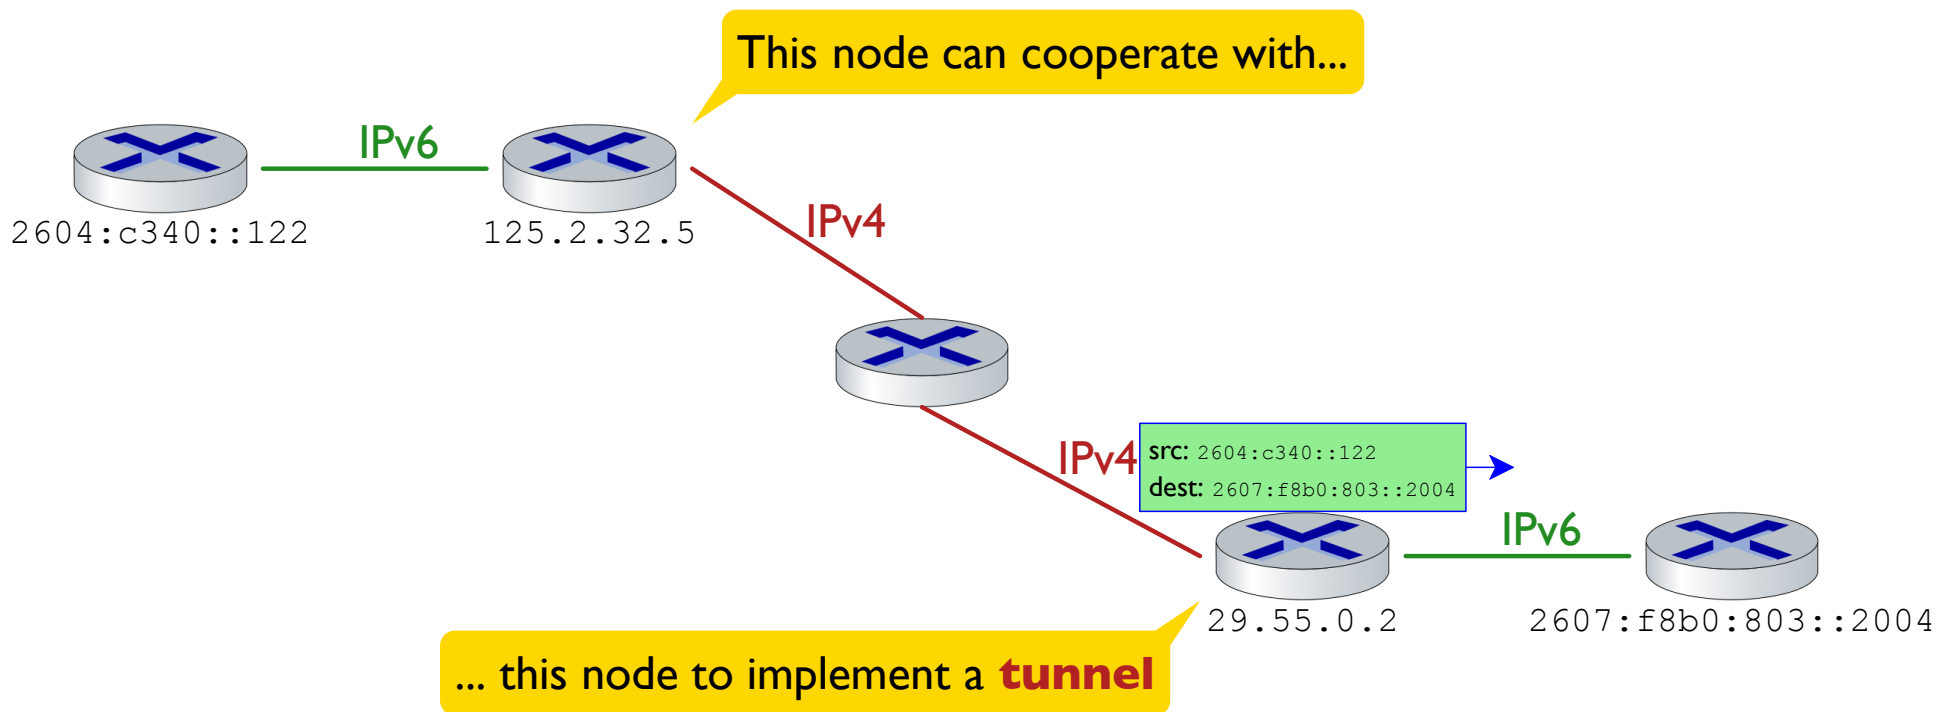 This node can cooperate with...
IPv6
2604:c340::122
125.2.32.5
IPv4
IPv4
src: 2604:c340::122
dest: 2607:f8b0:803::2004
IPv6
29.55.0.2
2607:f8b0:803::2004
... this node to implement a tunnel